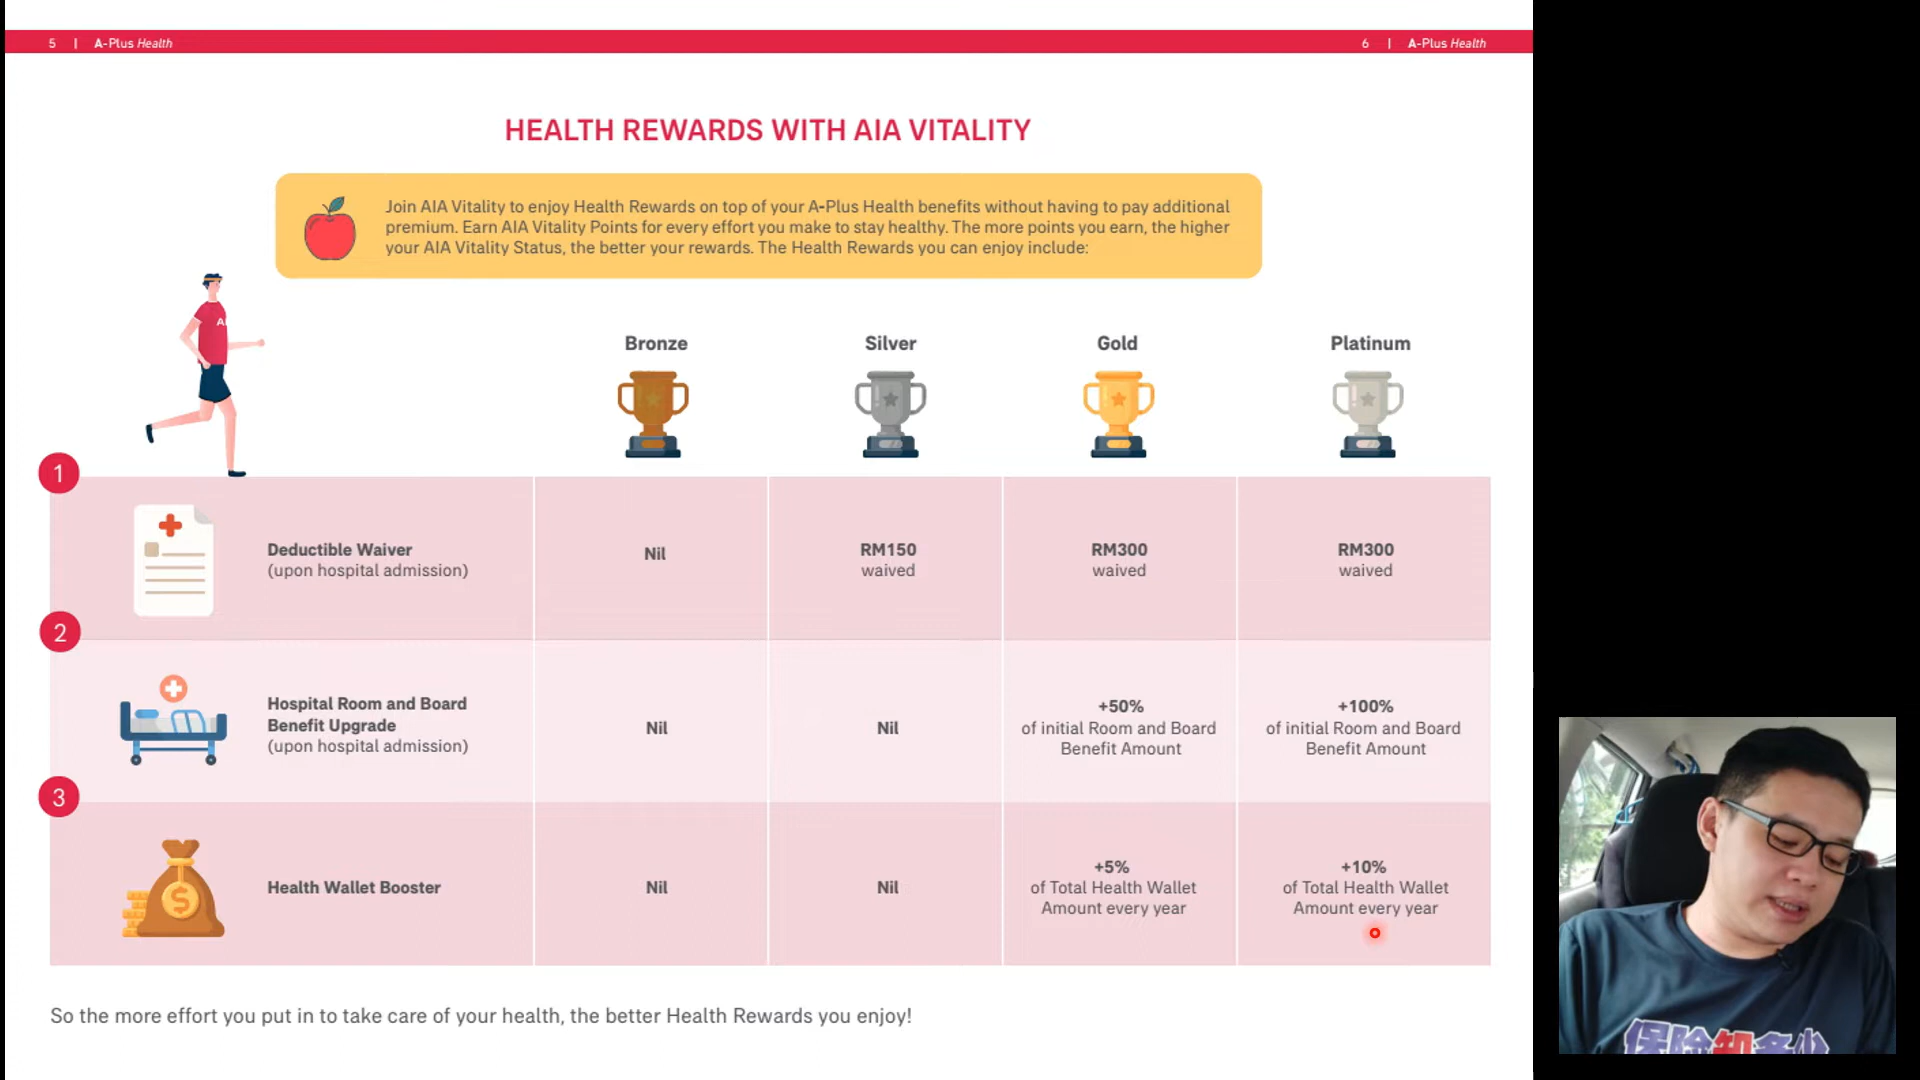 5 | A-Plus Health
6 | A-Plus Health
HEALTH REWARDS WITH AIA VITALITY
Join AIA Vitality to enjoy Health Rewards on top of your A-Plus Health benefits without having to pay additional
premium. Earn AIA Vitality Points for every effort you make to stay healthy. The more points you earn, the higher
your AIA Vitality Status, the better your rewards. The Health Rewards you can enjoy include:
Bronze
Silver
Gold
Platinum
1
Deductible Waiver
(upon hospital admission)
Nil
RM150
waived
RM300
waived
RM300
waived
2
Hospital Room and Board
Benefit Upgrade
(upon hospital admission)
Nil
Nil
+50%
of initial Room and Board
Benefit Amount
+100%
of initial Room and Board
Benefit Amount
3
Health Wallet Booster
Nil
Nil
+5%
of Total Health Wallet
Amount every year
+10%
of Total Health Wallet
Amount every year
So the more effort you put in to take care of your health, the better Health Rewards you enjoy!
保险知多少